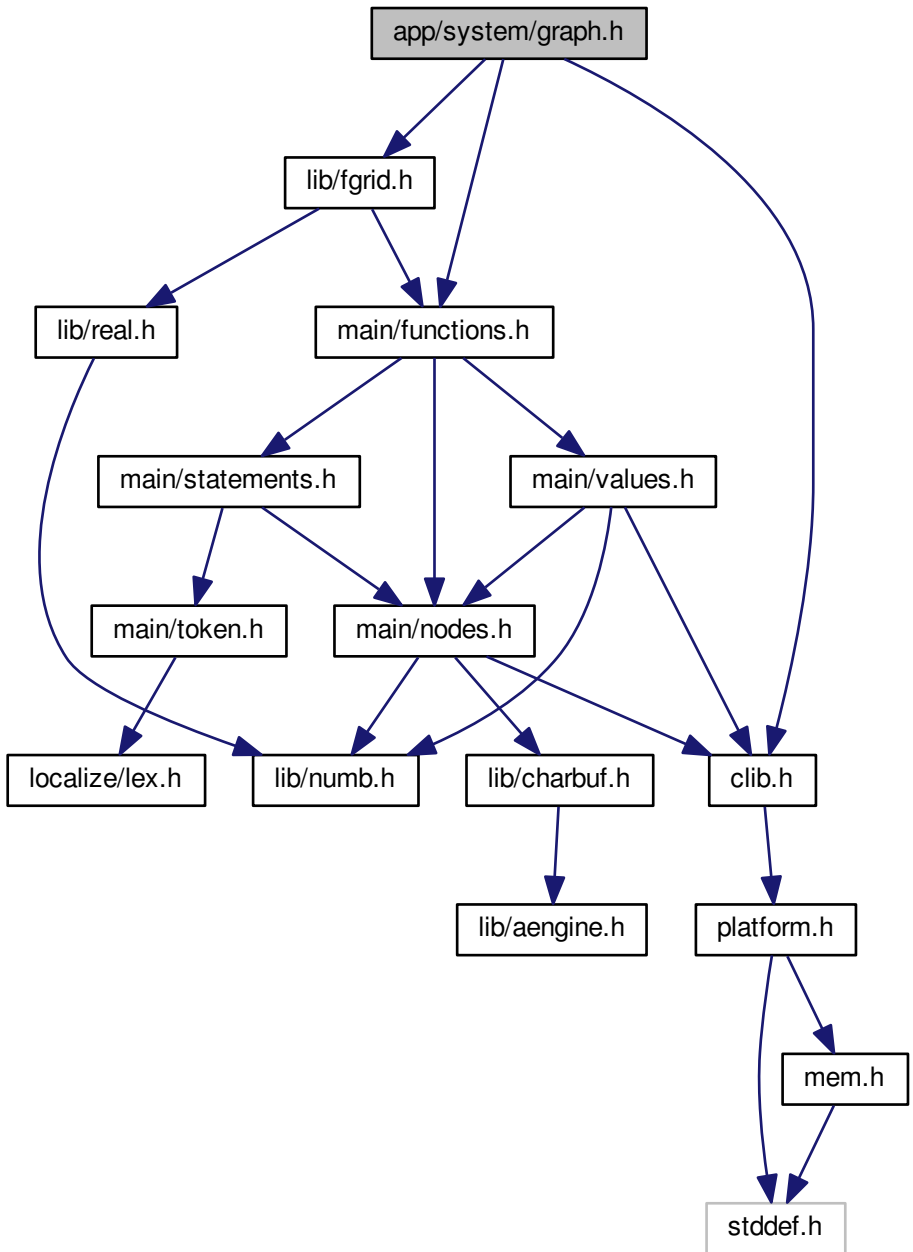 app/system/graph.h
lib/fgrid.h
lib/real.h
main/functions.h
main/statements.h
main/values.h
main/token.h
main/nodes.h
localize/lex.h
lib/numb.h
lib/charbuf.h
clib.h
lib/aengine.h
platform.h
mem.h
stddef.h